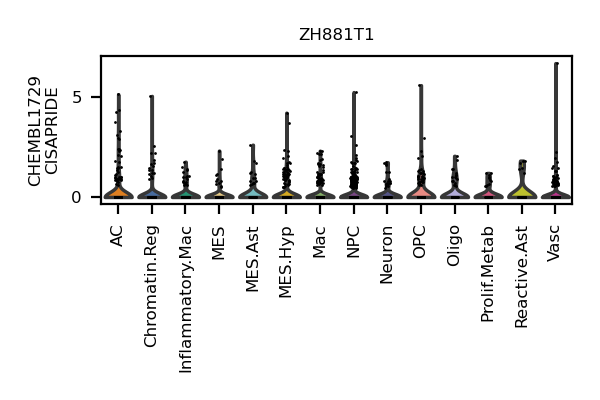 ZH881T1
CHEMBL1729
CISAPRIDE
5
0
AC
Chromatin.Reg
Inflammatory.Mac
MES
MES.Ast
MES.Hyp
Mac
NPC
Neuron
OPC
Oligo
Prolif.Metab
Reactive.Ast
Vasc